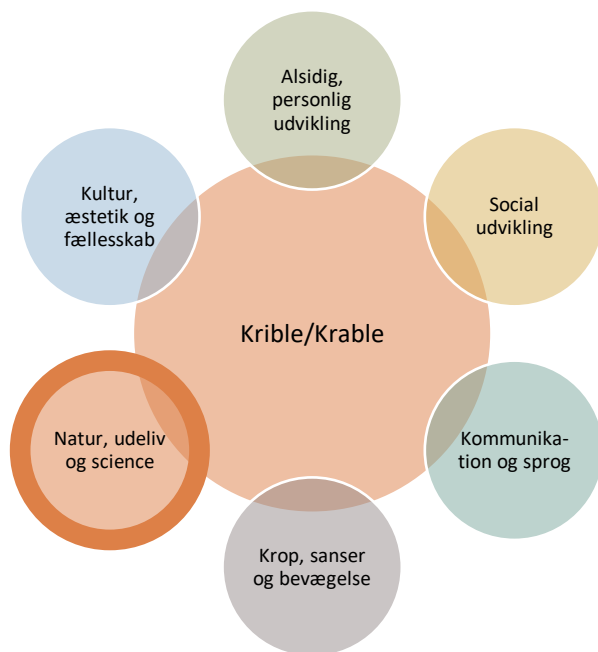 Alsidig,
personlig
udvikling
Kultur,
æstetik og
fællesskab
Social
udvikling
Krible/Krable
Natur, udeliv
og science
Kommunika-
tion og sprog
Krop, sanser
og bevægelse